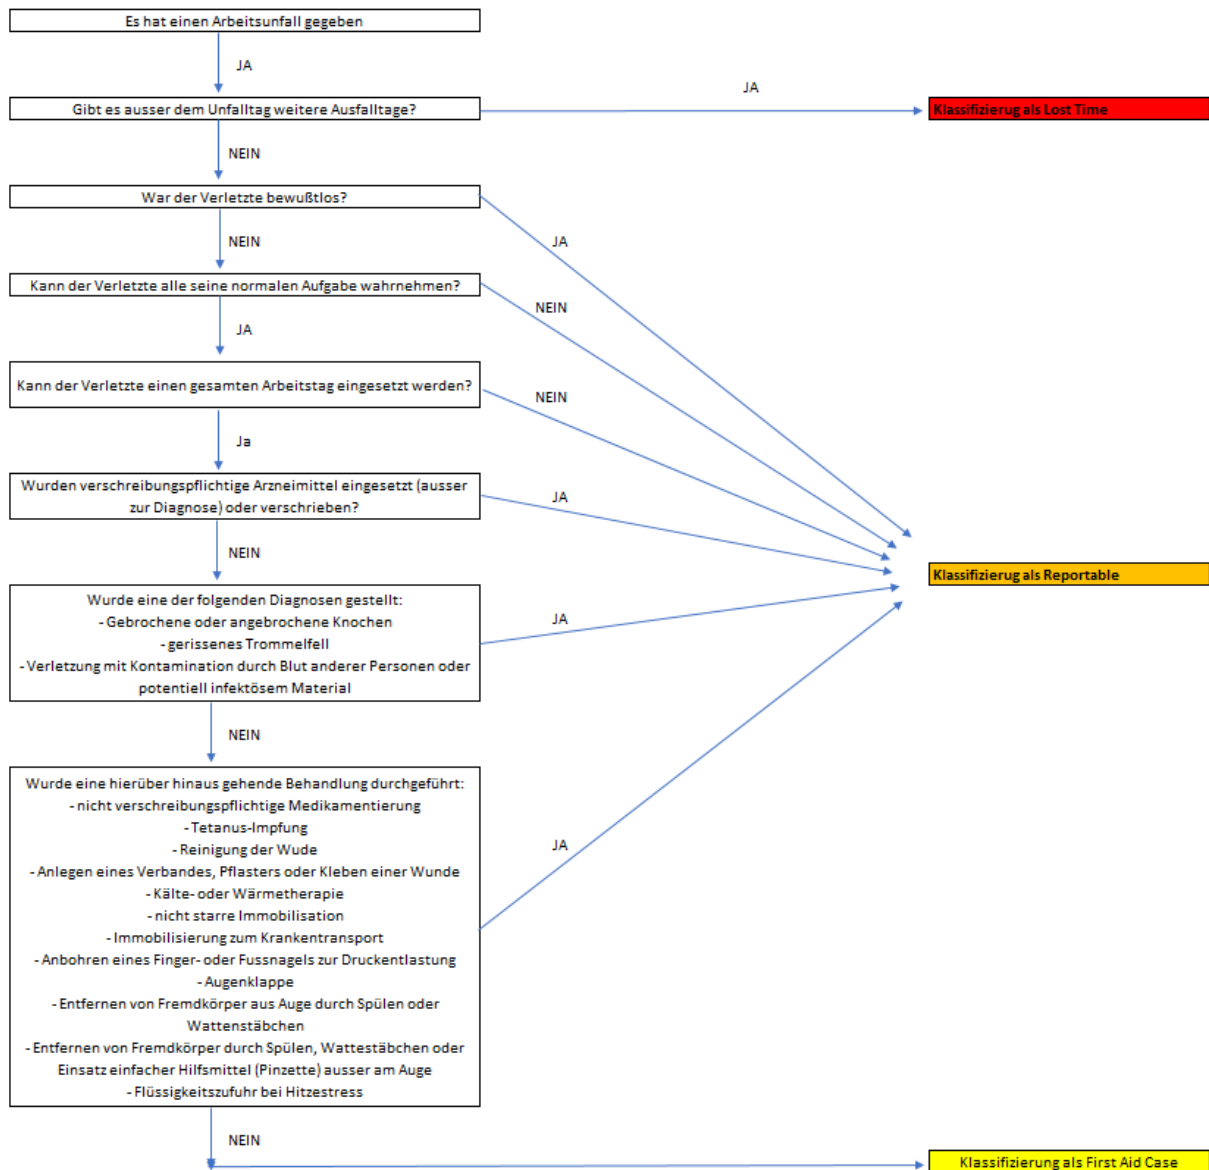 Es hat einen Arbeitsunfall gegeben
JA
JA
Gibt es ausser dem Unfalltag weitere Ausfalltage?
Klassifizierug als Lost Time
NEIN
War der Verletzte bewußtlos?
NEIN
JA
Kann der Verletzte alle seine normalen Aufgabe wahrnehmen?
NEIN
JA
Kann der Verletzte einen gesamten Arbeitstag eingesetzt werden?
NEIN
Ja
Wurden verschreibungspflichtige Arzneimittel eingesetzt (ausser
zur Diagnose) oder verschrieben?
JA
NEIN
Klassifizierug als Reportable
Wurde eine der folgenden Diagnosen gestellt:
- Gebrochene oder angebrochene Knochen
- gerissenes Trommelfell
- Verletzung mit Kontamination durch Blut anderer Personen oder
potentiell infektösem Material
JA
NEIN
Wurde eine hierüber hinaus gehende Behandlung durchgeführt:
- nicht verschreibungspflichtige Medikamentierung
- Tetanus-Impfung
- Reinigung der Wude
- Anlegen eines Verbandes, Pflasters oder Kleben einer Wunde
- Kälte- oder Wärmetherapie
- nicht starre Immobilisation
- Immobilisierung zum Krankentransport
- Anbohren eines Finger- oder Fussnagels zur Druckentlastung
- Augenklappe
- Entfernen von Fremdkörper aus Auge durch Spülen oder
Wattenstäbchen
- Entfernen von Fremdkörper durch Spülen, Wattestäbchen oder
Einsatz einfacher Hilfsmittel (Pinzette) ausser am Auge
- Flüssigkeitszufuhr bei Hitzestress
JA
NEIN
Klassifizierung als First Aid Case